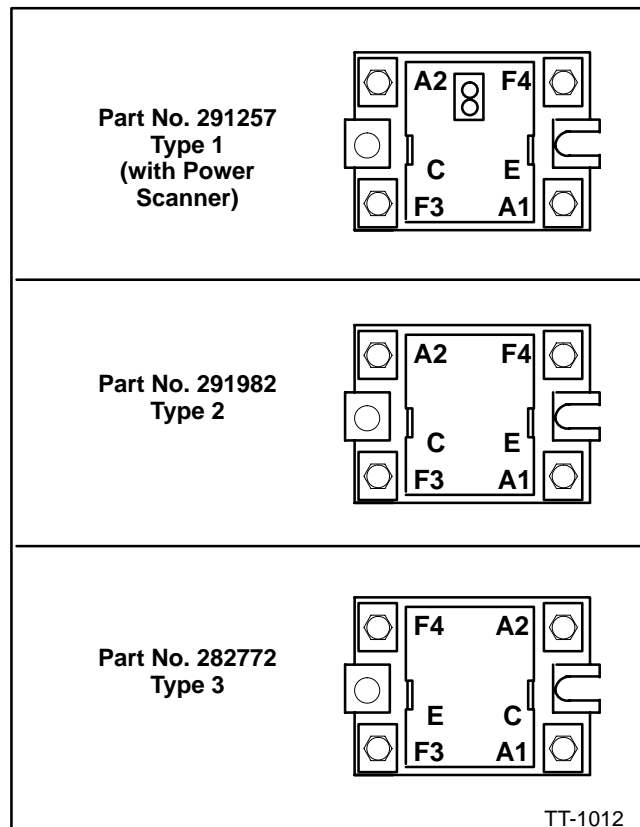 Part No. 291257
Type 1
(with Power
Scanner)
A2 F4
C E
F3 A1
Part No. 291982
Type 2
A2 F4
C E
F3 A1
Part No. 282772
Type 3
F4 A2
E C
F3 A1
TT-1012